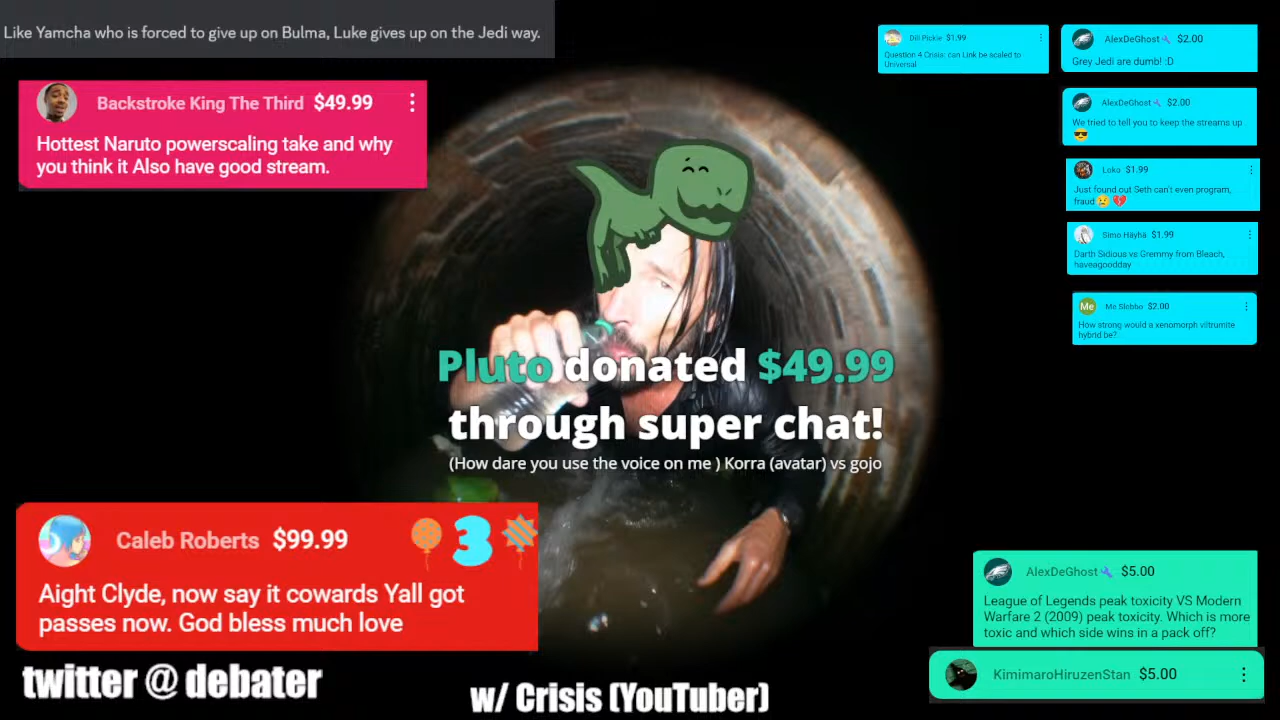 Like Yamcha who is forced to give up on Bulma, Luke gives up on the Jedi way.
Backstroke King The Third $49.99
Hottest Naruto powerscaling take and why
you think it Also have good stream.
Dill Pickle $1.99
Question 4 Crisis: can Link be scaled to
Universal
AlexDeGhost $2.00
Grey Jedi are dumb! :D
AlexDeGhost $2.00
We tried to tell you to keep the streams up
😎
Loko $1.99
Just found out Seth can't even program,
fraud😢💔
Simo Häyhä $1.99
Darth Sidious vs Gremmy from Bleach,
haveagoodday
Me
Me Slebbo $2.00
How strong would a xenomorph viltrumite
hybrid be?
Pluto donated $49.99
through super chat!
(How dare you use the voice on me ) Korra (avatar) vs gojo
Caleb Roberts $99.99
3
Aight Clyde, now say it cowards Yall got
passes now. God bless much love
AlexDeGhost $5.00
League of Legends peak toxicity VS Modern
Warfare 2 (2009) peak toxicity. Which is more
toxic and which side wins in a pack off?
KimimaroHiruzenStan $5.00
twitter @ debater
w/ Crisis (YouTuber)